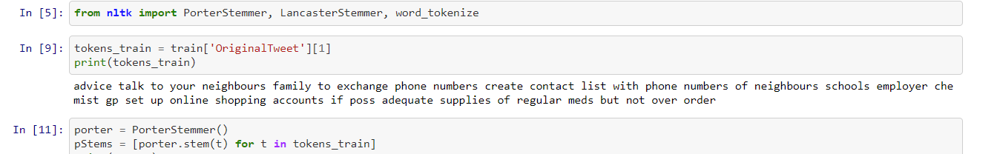 In [5]: from nltk import PorterStemmer, LancasterStemmer, word_tokenize
In [9]: tokens_train = train['OriginalTweet'][1]
print(tokens_train)
advice talk to your neighbours family to exchange phone numbers create contact list with phone numbers of neighbours schools employer che
mist gp set up online shopping accounts if poss adequate supplies of regular meds but not over order
In [11]: porter = PorterStemmer()
pStems = [porter.stem(t) for t in tokens_train]